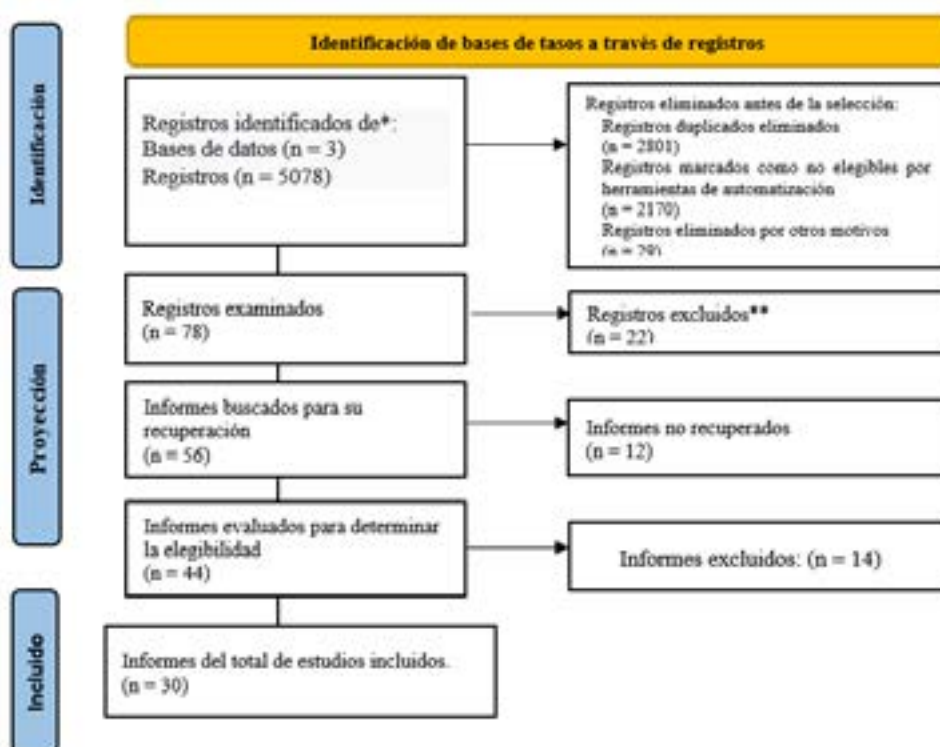 Identificación de bases de tasos a través de registros
Identificación
Registros identificados de*:
Bases de datos (n = 3)
Registros (n = 5078)
Registros eliminados antes de la selección:
Registros duplicados eliminados
(n = 2801)
Registros marcados como no elegibles por
herramientas de automatización
(n = 2170)
Registros eliminados por otros motivos
(n = 29)
Proyección
Registros examinados
(n = 78)
Registros excluidos**
(n = 22)
Informes buscados para su
recuperación
(n = 56)
Informes no recuperados
(n = 12)
Informes evaluados para determinar
la elegibilidad
(n = 44)
Informes excluidos: (n = 14)
Incluido
Informes del total de estudios incluidos.
(n = 30)